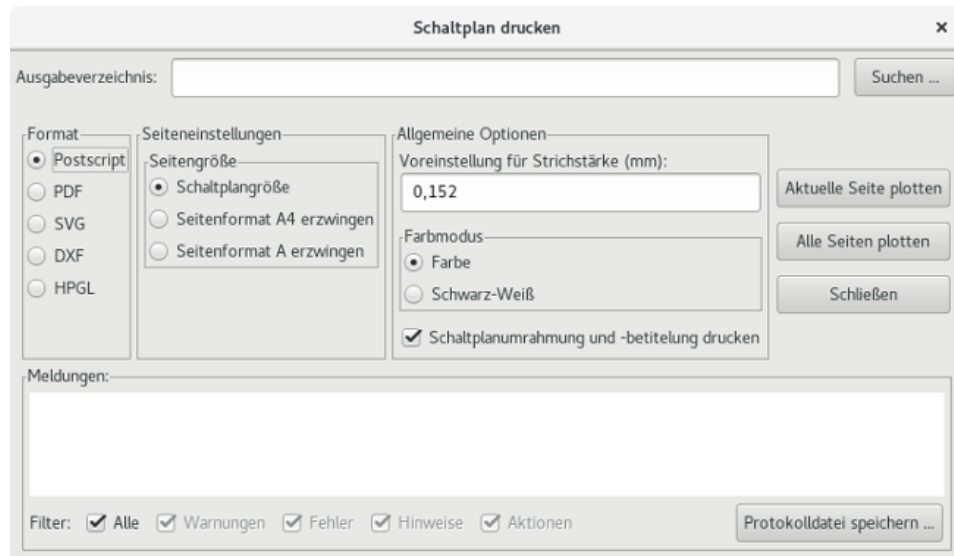 Schaltplan drucken ×
Ausgabeverzeichnis: Suchen ...
Format Seiteneinstellungen Allgemeine Optionen
Postscript Seitengröße Voreinstellung für Strichstärke (mm):
PDF Schaltplangröße 0,152 Aktuelle Seite plotten
SVG Seitenformat A4 erzwingen
DXF Seitenformat A erzwingen Farbmodus Alle Seiten plotten
HPGL Farbe
Schwarz-Weiß Schließen
Schaltplanumrahmung und -betitelung drucken
Meldungen:
Filter: Alle Warnungen Fehler Hinweise Aktionen Protokolldatei speichern ...